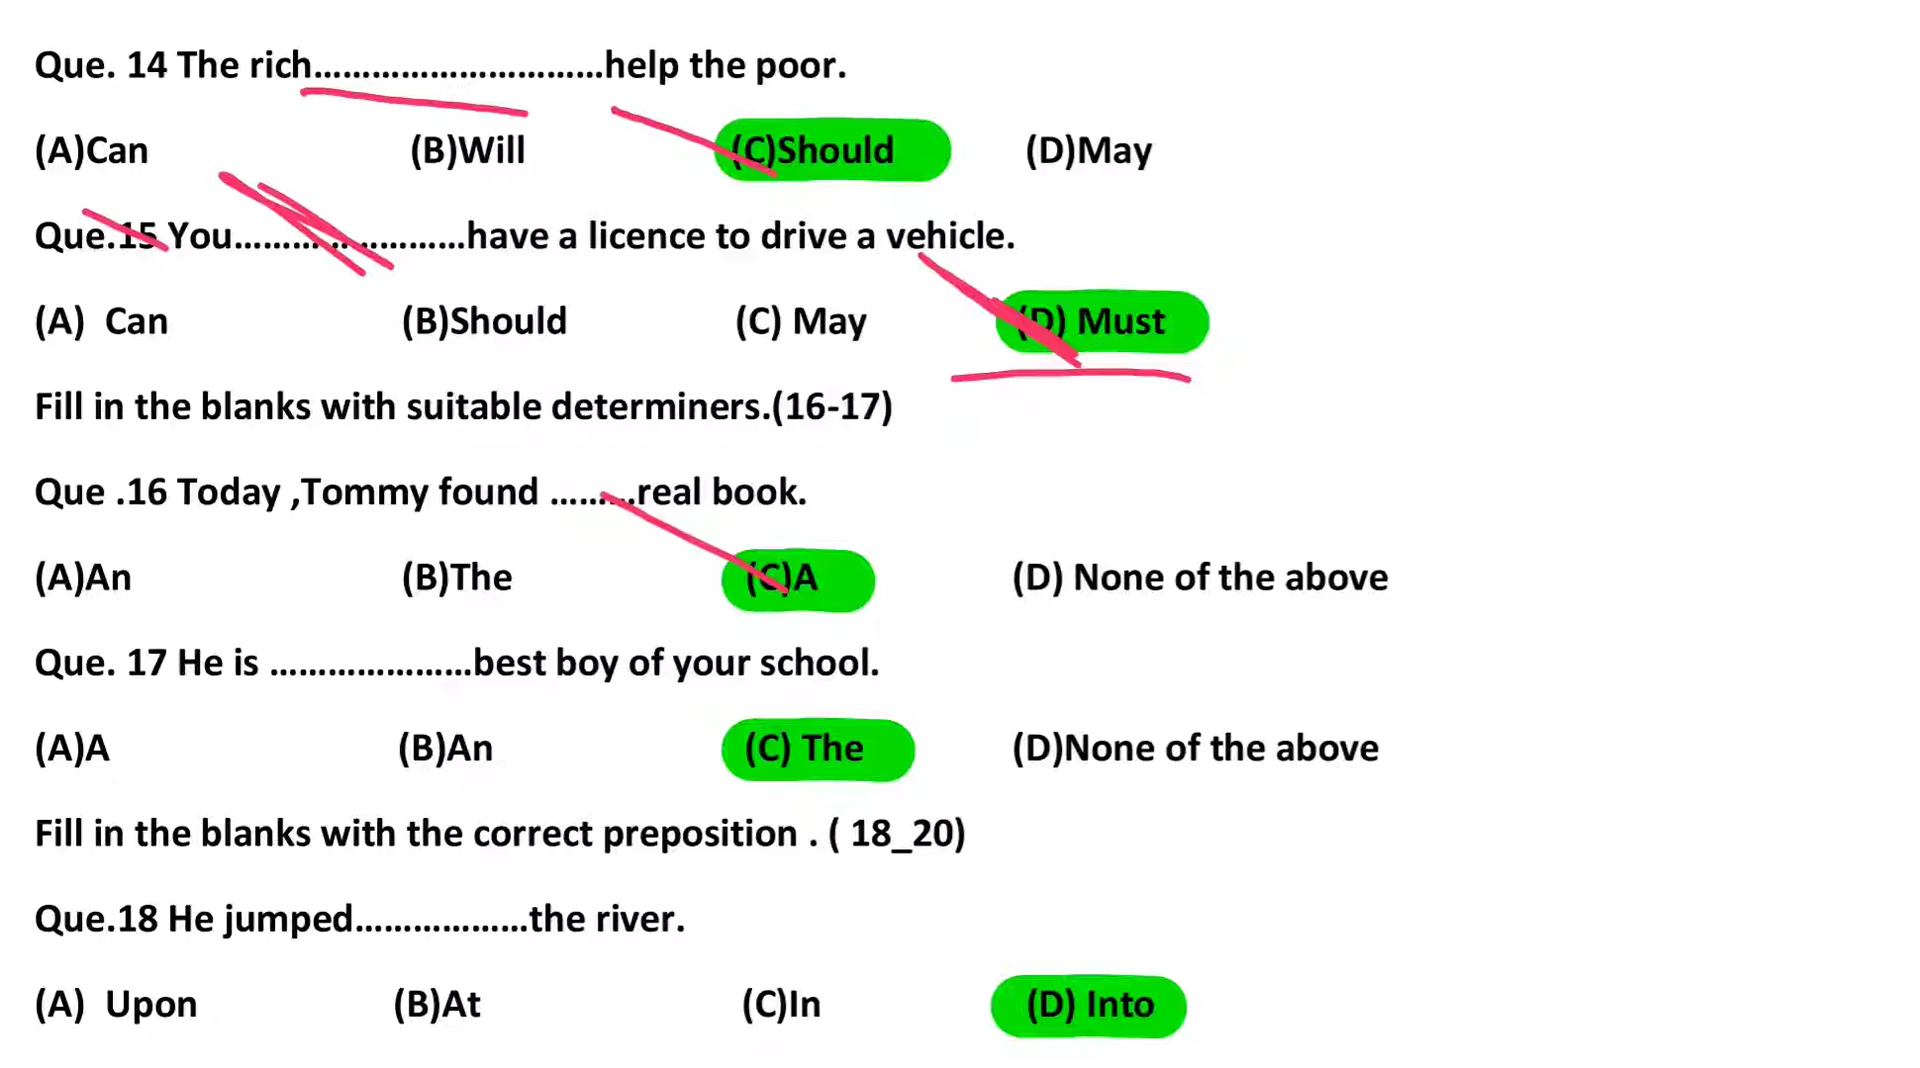 Que. 14 The rich..............................help the poor.
(A)Can (B)Will (C)Should (D)May
Que.15 You........................have a licence to drive a vehicle.
(A) Can (B)Should (C) May (D) Must
Fill in the blanks with suitable determiners.(16-17)
Que .16 Today ,Tommy found .........real book.
(A)An (B)The (C)A (D) None of the above
Que. 17 He is .....................best boy of your school.
(A)A (B)An (C) The (D)None of the above
Fill in the blanks with the correct preposition . ( 18_20)
Que.18 He jumped..................the river.
(A) Upon (B)At (C)In (D) Into